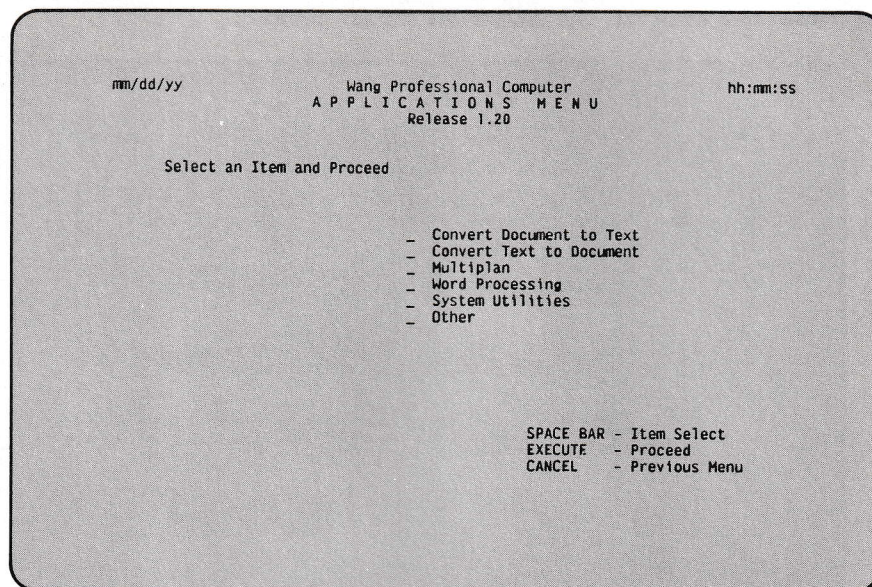 mm/dd/yy Wang Professional Computer hh:mm:ss
A P P L I C A T I O N S M E N U
Release 1.20
Select an Item and Proceed
_ Convert Document to Text
_ Convert Text to Document
_ Multiplan
_ Word Processing
_ System Utilities
_ Other
SPACE BAR - Item Select
EXECUTE - Proceed
CANCEL - Previous Menu